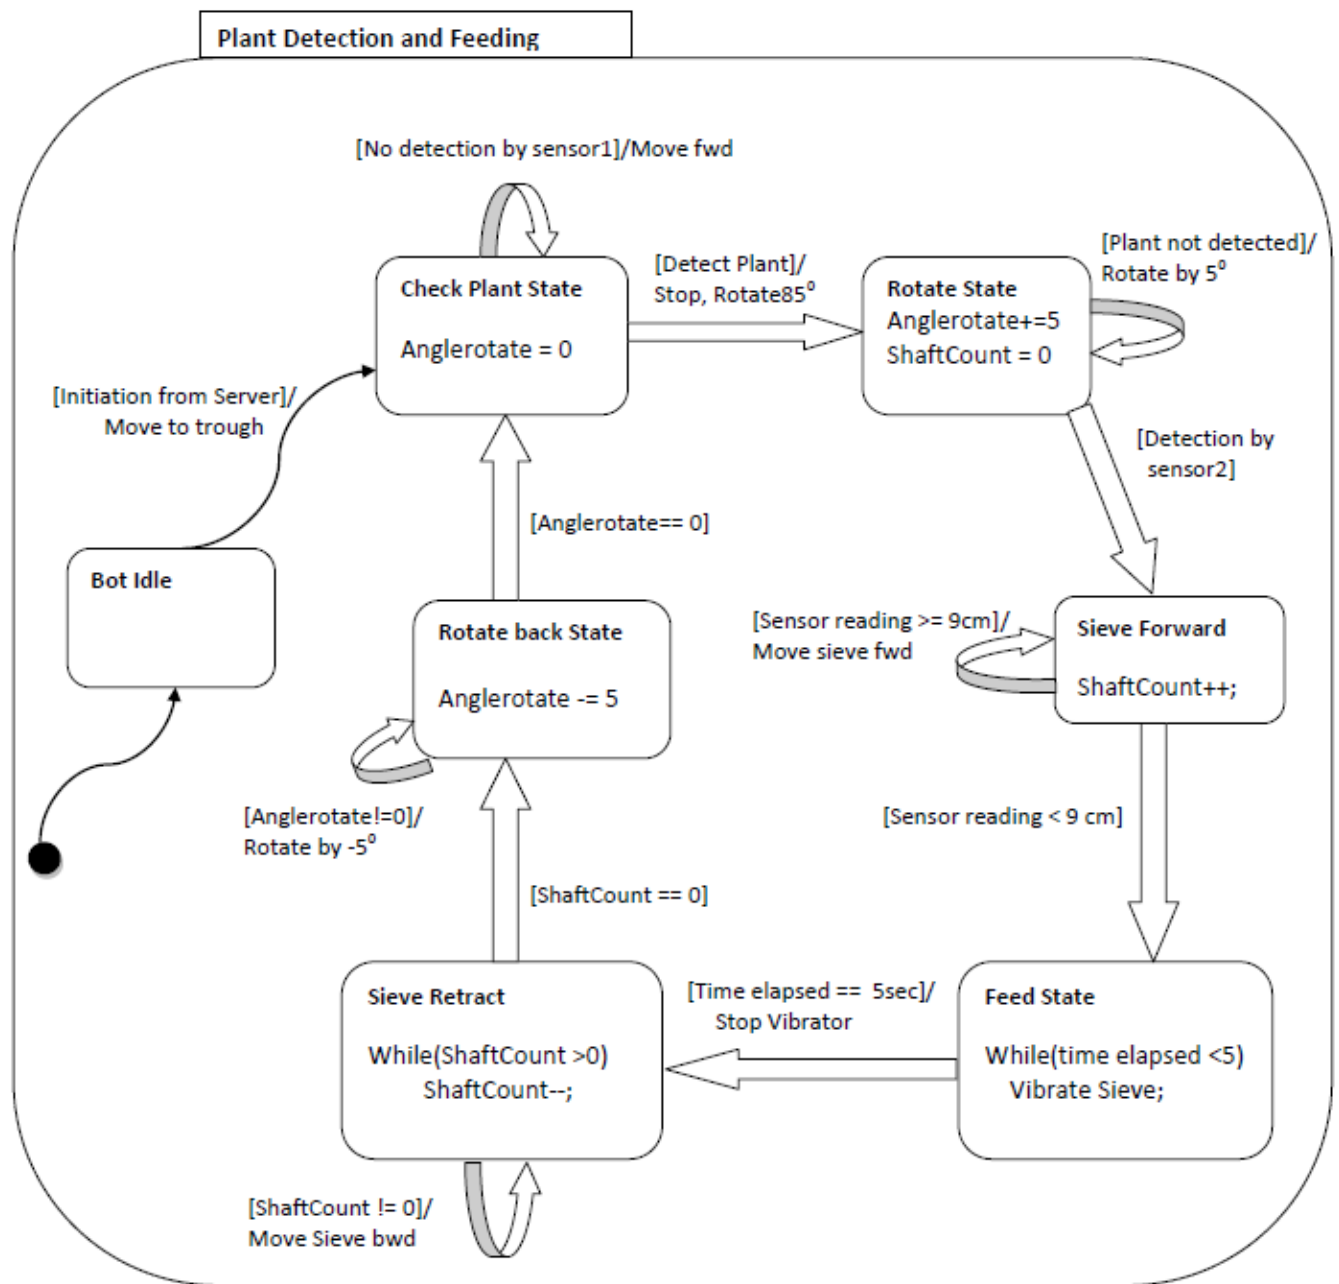 Plant Detection and Feeding
[No detection by sensor1]/Move fwd
Check Plant State
Anglerotate = 0
[Detect Plant]/
Stop, Rotate85⁰
Rotate State
Anglerotate+=5
ShaftCount = 0
[Plant not detected]/
Rotate by 5⁰
[Initiation from Server]/
Move to trough
[Detection by
sensor2]
[Anglerotate== 0]
Bot Idle
Rotate back State
Anglerotate -= 5
[Sensor reading >= 9cm]/
Move sieve fwd
Sieve Forward
ShaftCount++;
[Anglerotate!=0]/
Rotate by -5⁰
[Sensor reading < 9 cm]
[ShaftCount == 0]
Sieve Retract
While(ShaftCount >0)
ShaftCount--;
[Time elapsed == 5sec]/
Stop Vibrator
Feed State
While(time elapsed <5)
Vibrate Sieve;
[ShaftCount != 0]/
Move Sieve bwd